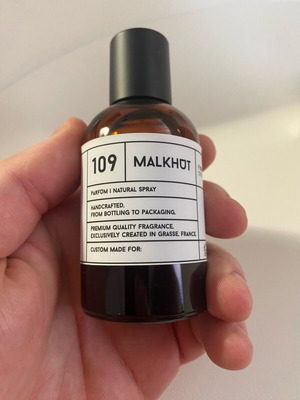 109 MALKHUT
PARFOM I NATURAL SPRAY
HANDCRAFTED,
FROM BOTTLING TO PACKAGING.
PREMIUM QUALITY FRAGRANCE.
EXCLUSIVELY CREATED IN GRASSE, FRANCE
CUSTOM MADE FOR: